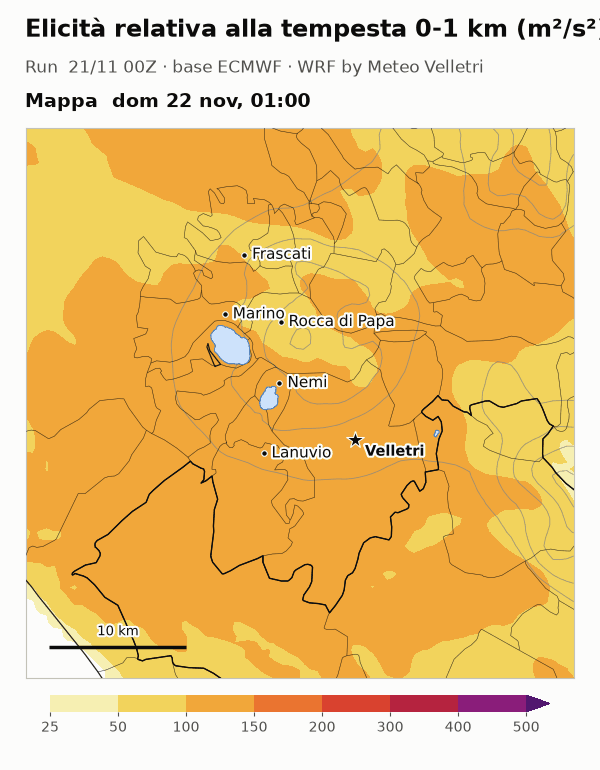 Elicità relativa alla tempesta 0-1 km (m²/s²)
Run 21/11 00Z · base ECMWF · WRF by Meteo Velletri
Mappa dom 22 nov, 01:00
Frascati
Marino
Rocca di Papa
Nemi
Velletri
Lanuvio
10 km
25 50 100 150 200 300 400 500